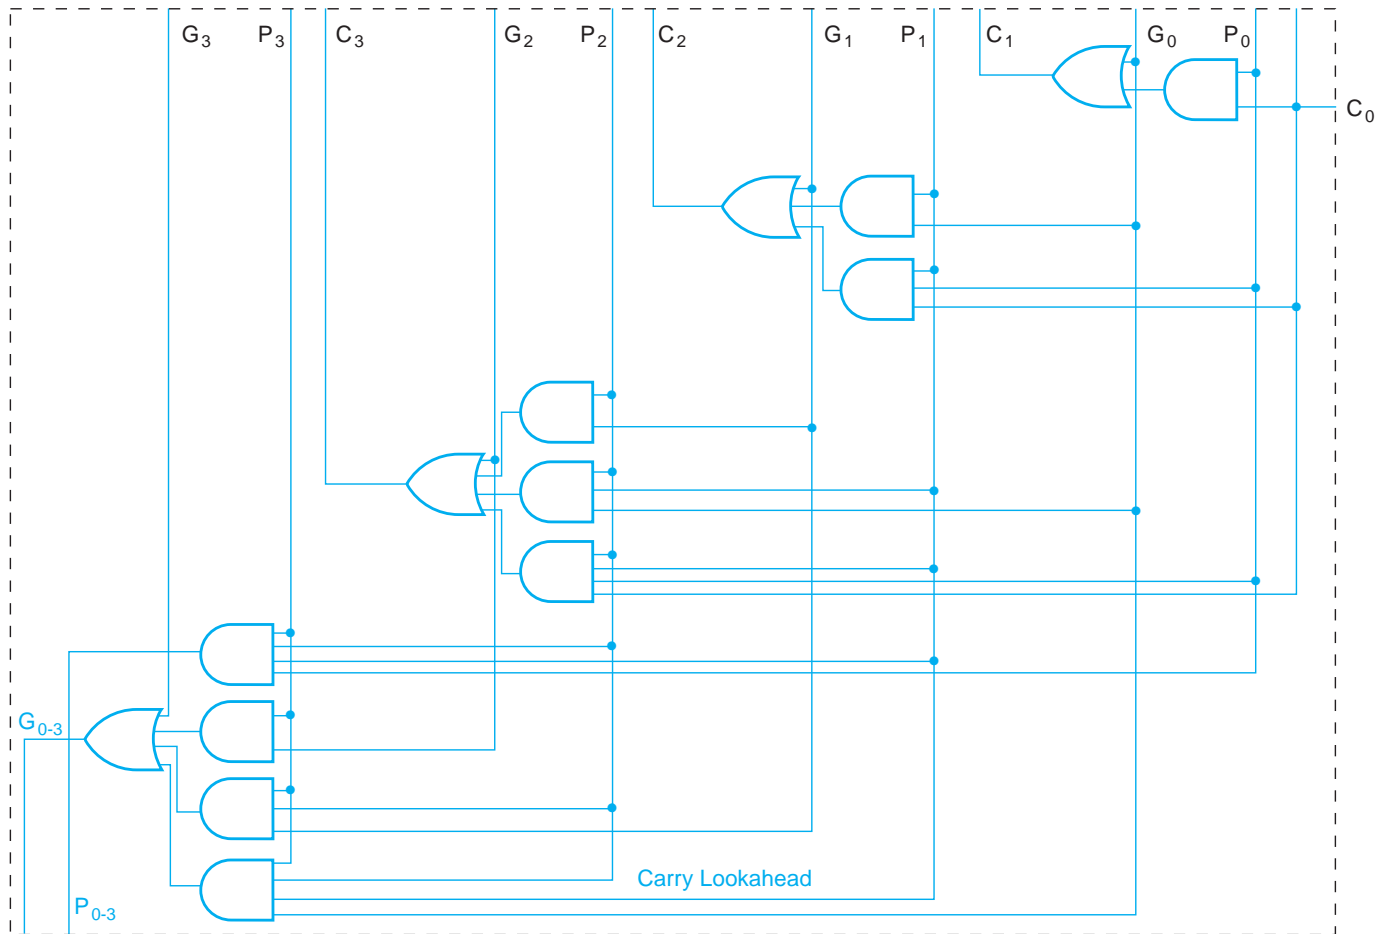 G3 P3 C3 G2 P2 C2 G1 P1 C1 G0 P0
C0
G0-3
Carry Lookahead
P0-3